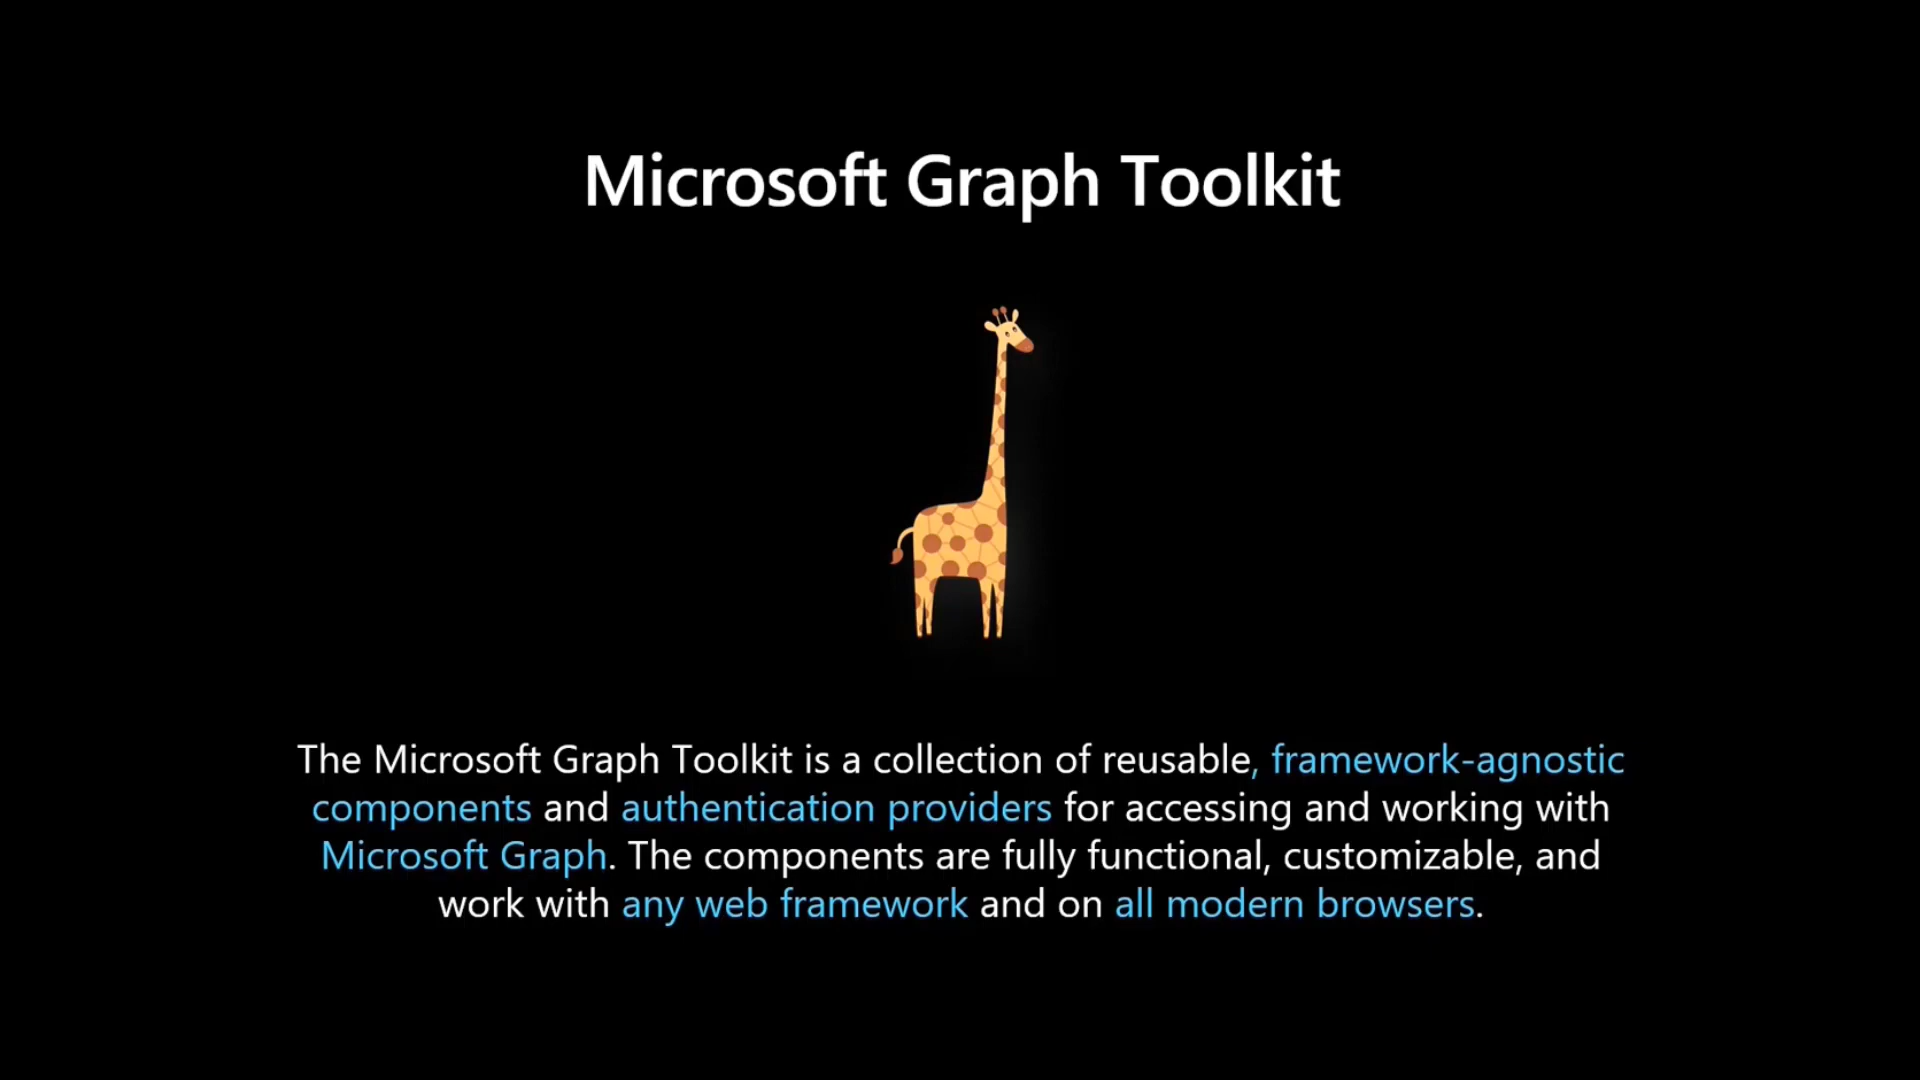 Microsoft Graph Toolkit
The Microsoft Graph Toolkit is a collection of reusable, framework-agnostic
components and authentication providers for accessing and working with
Microsoft Graph. The components are fully functional, customizable, and
work with any web framework and on all modern browsers.